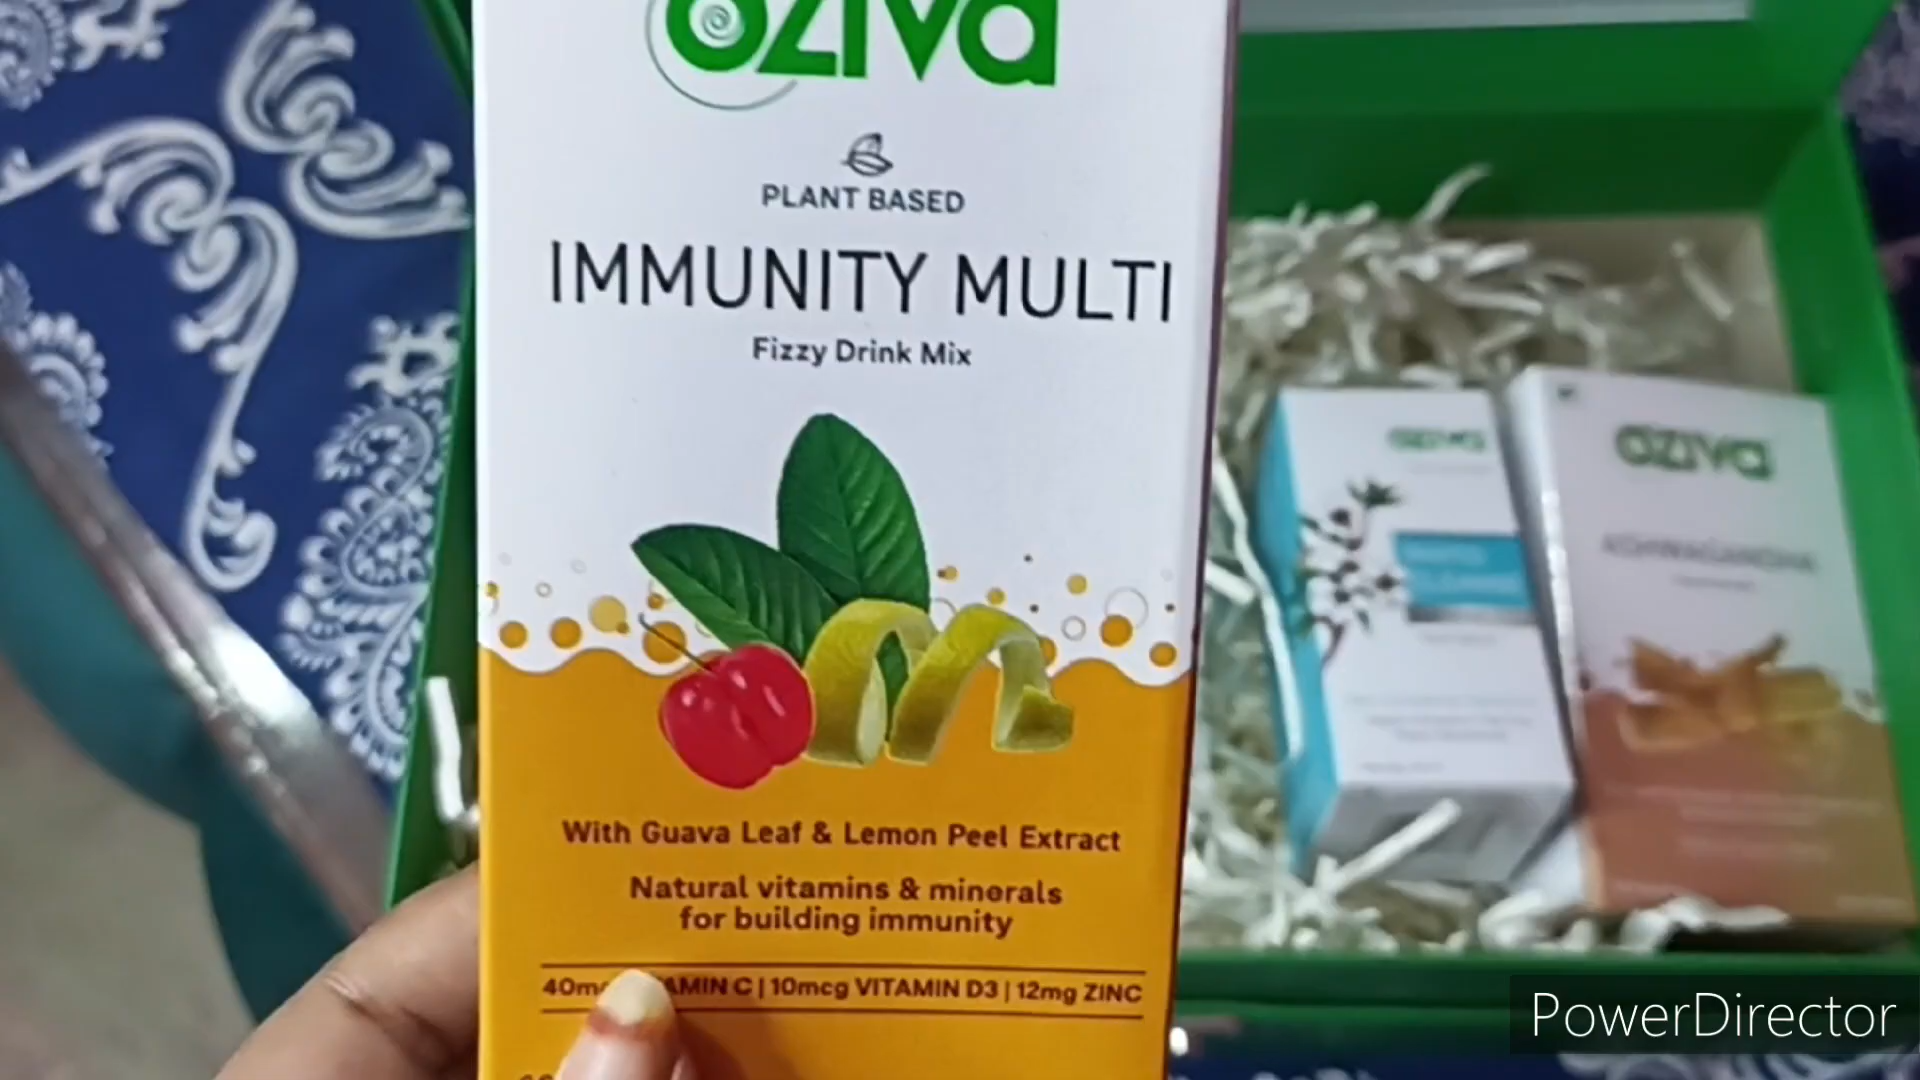 OZIVA
PLANT BASED
IMMUNITY MULTI
Fizzy Drink Mix
With Guava Leaf & Lemon Peel Extract
Natural vitamins & minerals
for building immunity
C | 10mcg VITAMIN D3 | 12mg ZINC
OZIVA
OZIVA
ASHWAGANDHA
PowerDirector